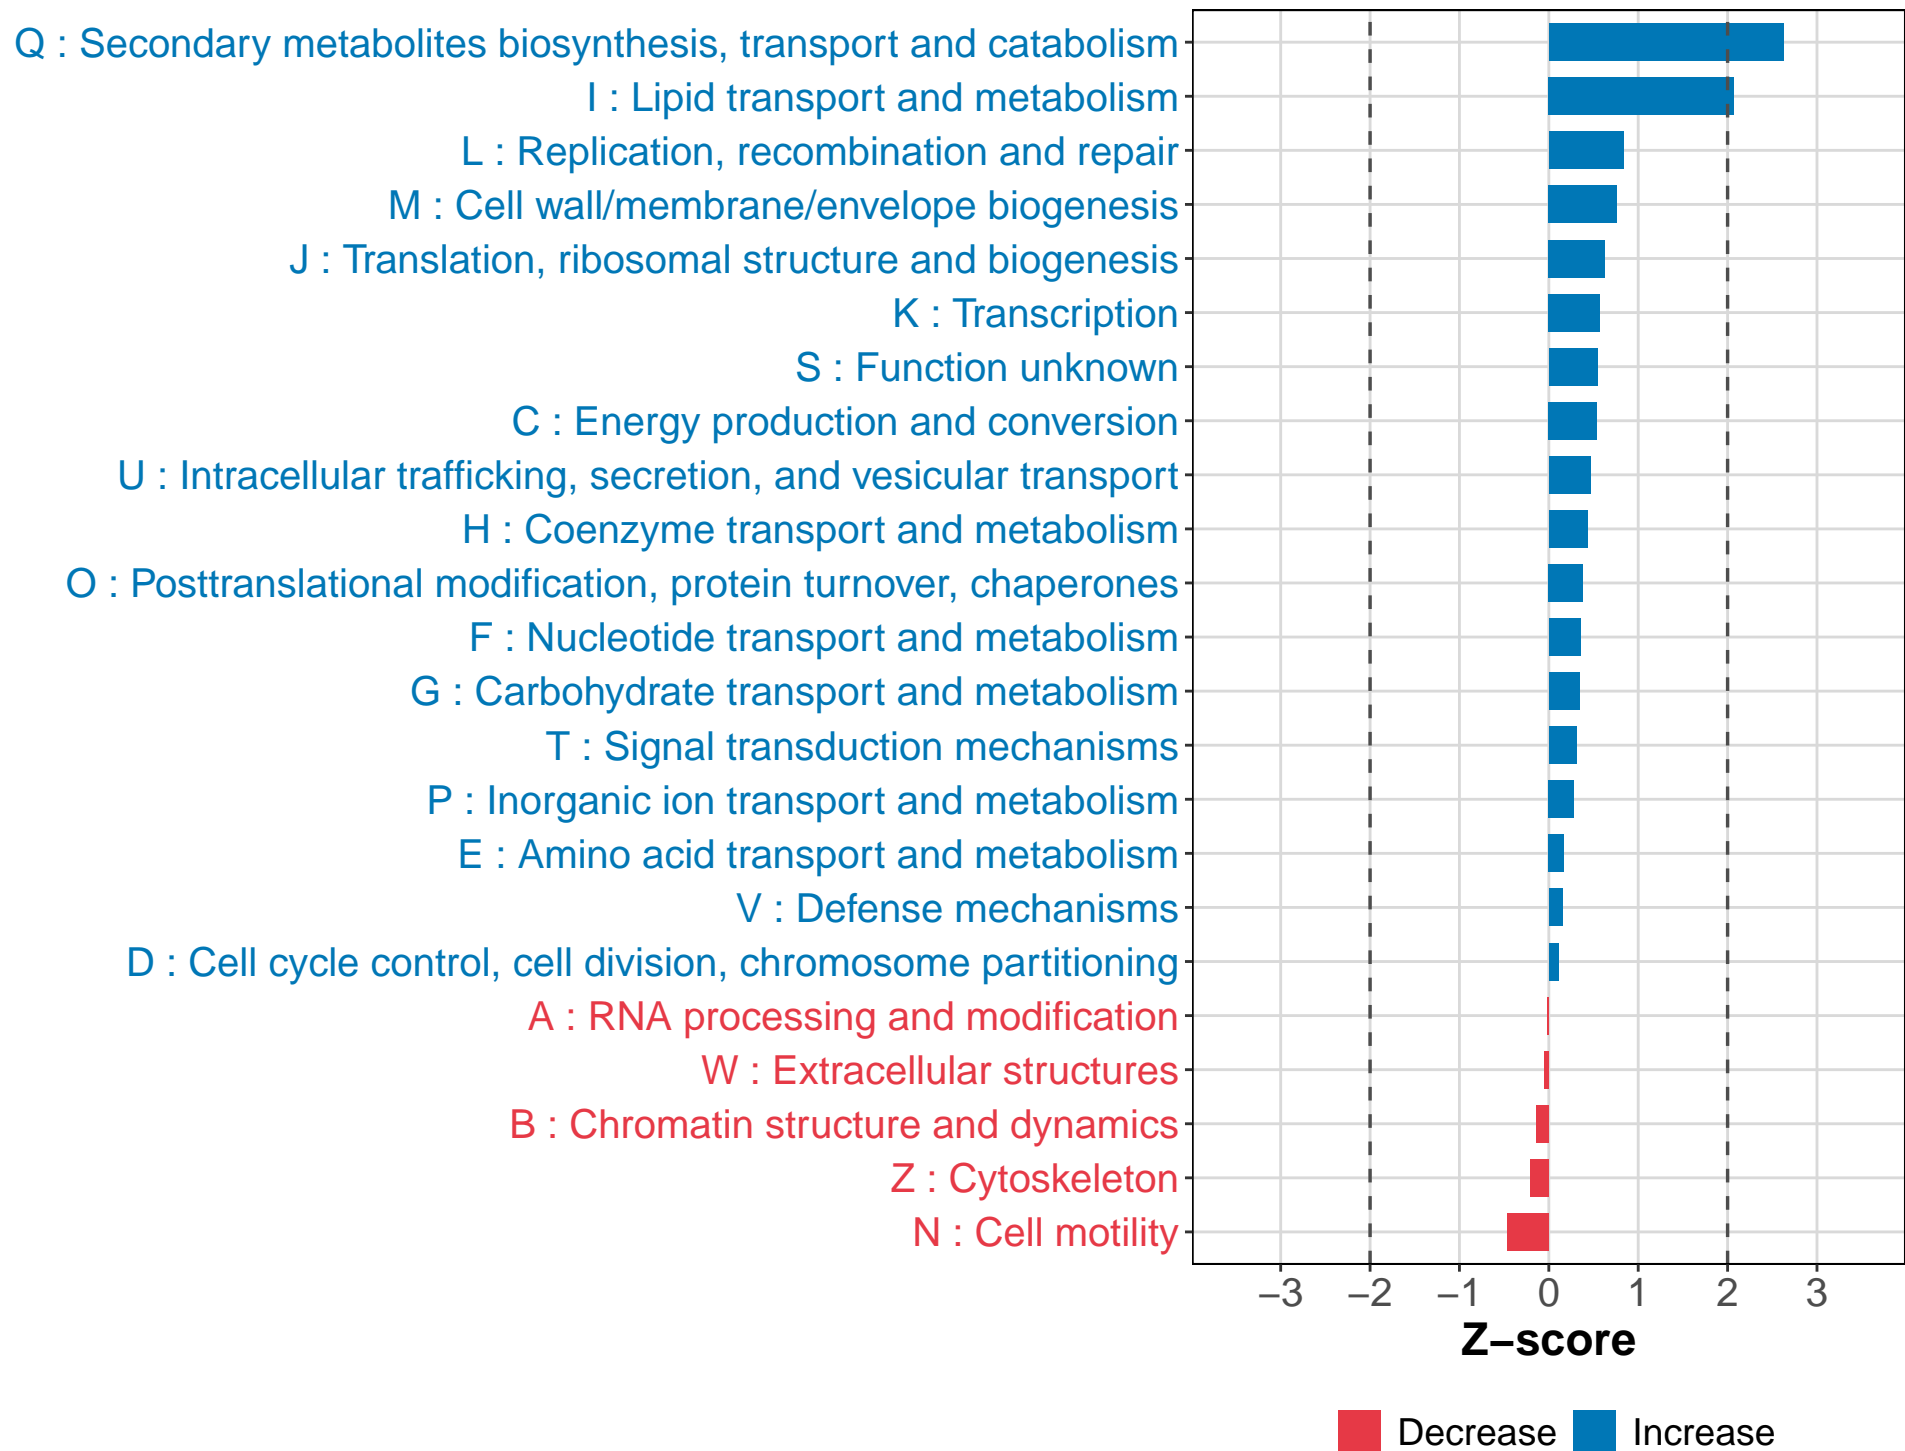 Q : Secondary metabolites biosynthesis, transport and catabolism
I : Lipid transport and metabolism
L : Replication, recombination and repair
M : Cell wall/membrane/envelope biogenesis
J : Translation, ribosomal structure and biogenesis
K : Transcription
S : Function unknown
C : Energy production and conversion
U : Intracellular trafficking, secretion, and vesicular transport
H : Coenzyme transport and metabolism
O : Posttranslational modification, protein turnover, chaperones
F : Nucleotide transport and metabolism
G : Carbohydrate transport and metabolism
T : Signal transduction mechanisms
P : Inorganic ion transport and metabolism
E : Amino acid transport and metabolism
V : Defense mechanisms
D : Cell cycle control, cell division, chromosome partitioning
A : RNA processing and modification
W : Extracellular structures
B : Chromatin structure and dynamics
Z : Cytoskeleton
N : Cell motility
−3 −2 −1 0 1 2 3
Z−score
Decrease Increase